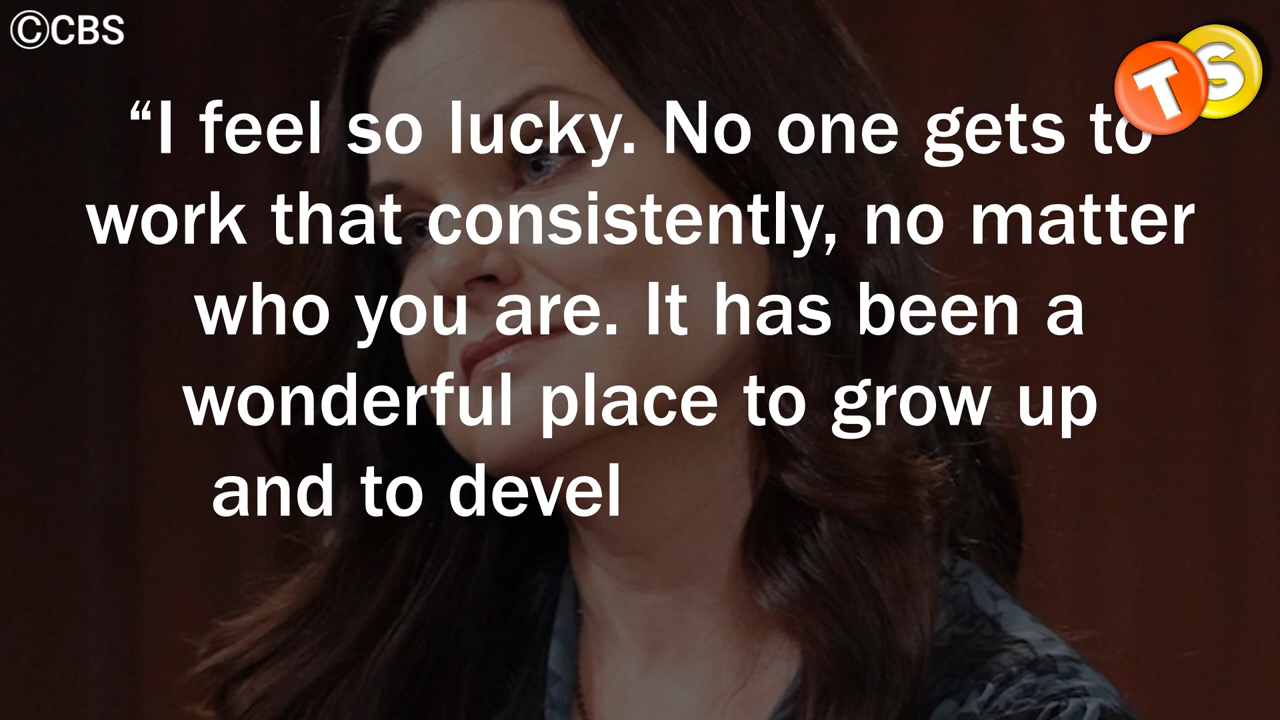 ©CBS
TS
“I feel so lucky. No one gets to
work that consistently, no matter
who you are. It has been a
wonderful place to grow up
and to devel